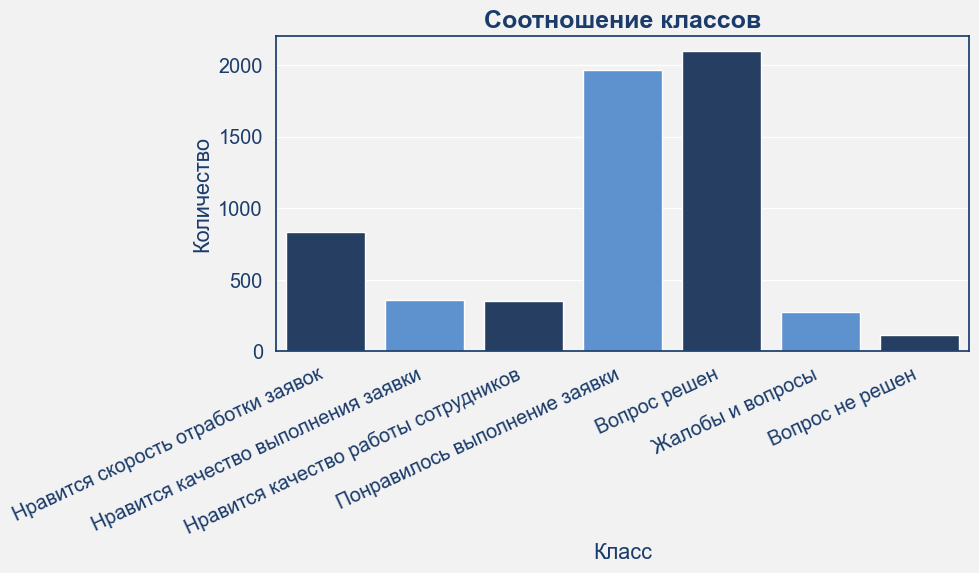 Соотношение классов
Количество
2000
1500
1000
500
0
Нравится скорость отработки заявок
Нравится качество выполнения заявки
Нравится качество работы сотрудников
Понравилось выполнение заявки
Вопрос решен
Жалобы и вопросы
Вопрос не решен
Класс